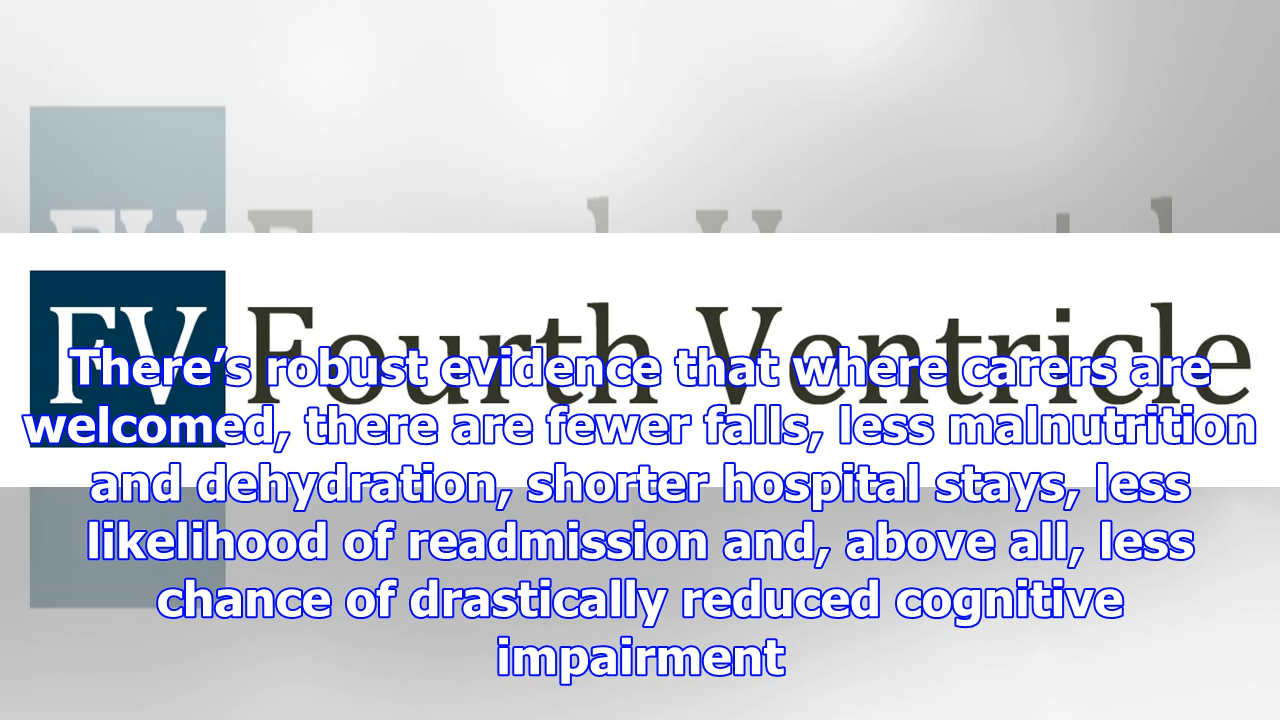 FV Fourth Ventricle
There’s robust evidence that where carers are
welcomed, there are fewer falls, less malnutrition
and dehydration, shorter hospital stays, less
likelihood of readmission and, above all, less
chance of drastically reduced cognitive
impairment